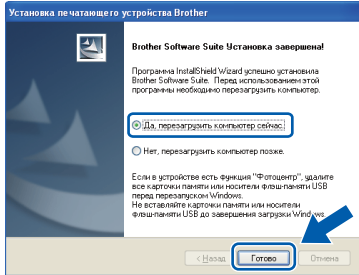 Установка печатающего устройства Brother
Brother Software Suite Установка завершена!
Программа InstallShield Wizard успешно установила
Brother Software Suite. Перед использованием этой
программы необходимо перезагрузить компьютер.
Да, перезагрузить компьютер сейчас.
Нет, перезагрузить компьютер позже.
Если в устройстве есть функция "Фотоцентр", удалите
все карточки памяти или носители флэш-памяти USB
перед перезапуском Windows.
Не вставляйте карточки памяти или носители
флэш-памяти USB до завершения загрузки Windows.
< Назад Готово Отмена